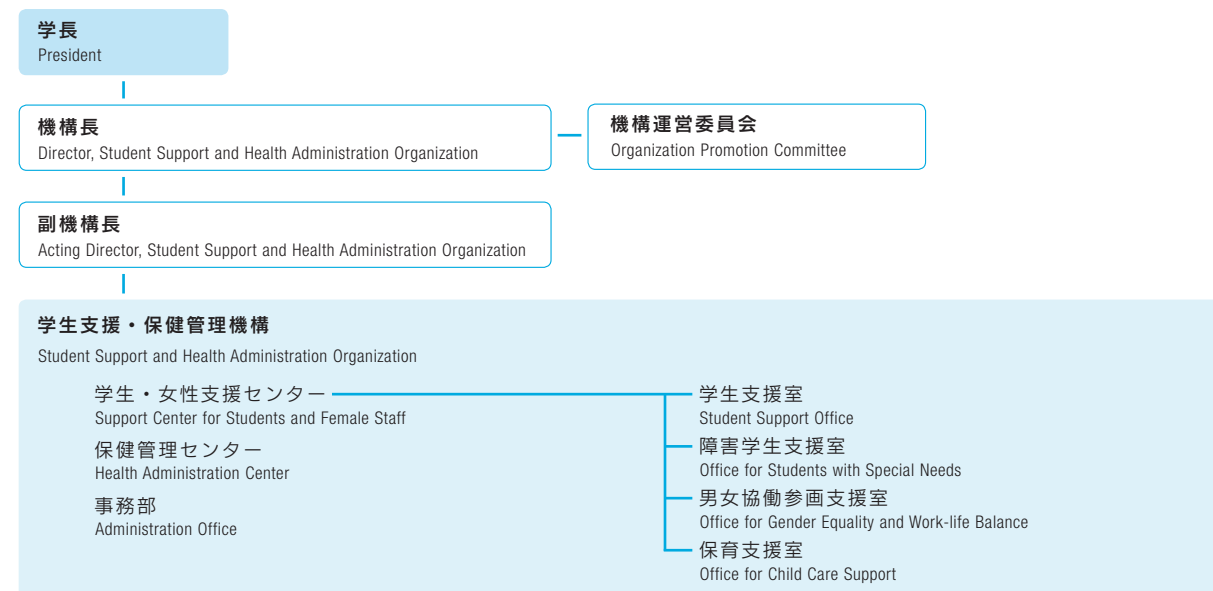 学長
President
機構長
Director, Student Support and Health Administration Organization
機構運営委員会
Organization Promotion Committee
副機構長
Acting Director, Student Support and Health Administration Organization
学生支援・保健管理機構
Student Support and Health Administration Organization
学生・女性支援センター
Support Center for Students and Female Staff
保健管理センター
Health Administration Center
事務部
Administration Office
学生支援室
Student Support Office
障害学生支援室
Office for Students with Special Needs
男女協働参画支援室
Office for Gender Equality and Work-life Balance
保育支援室
Office for Child Care Support